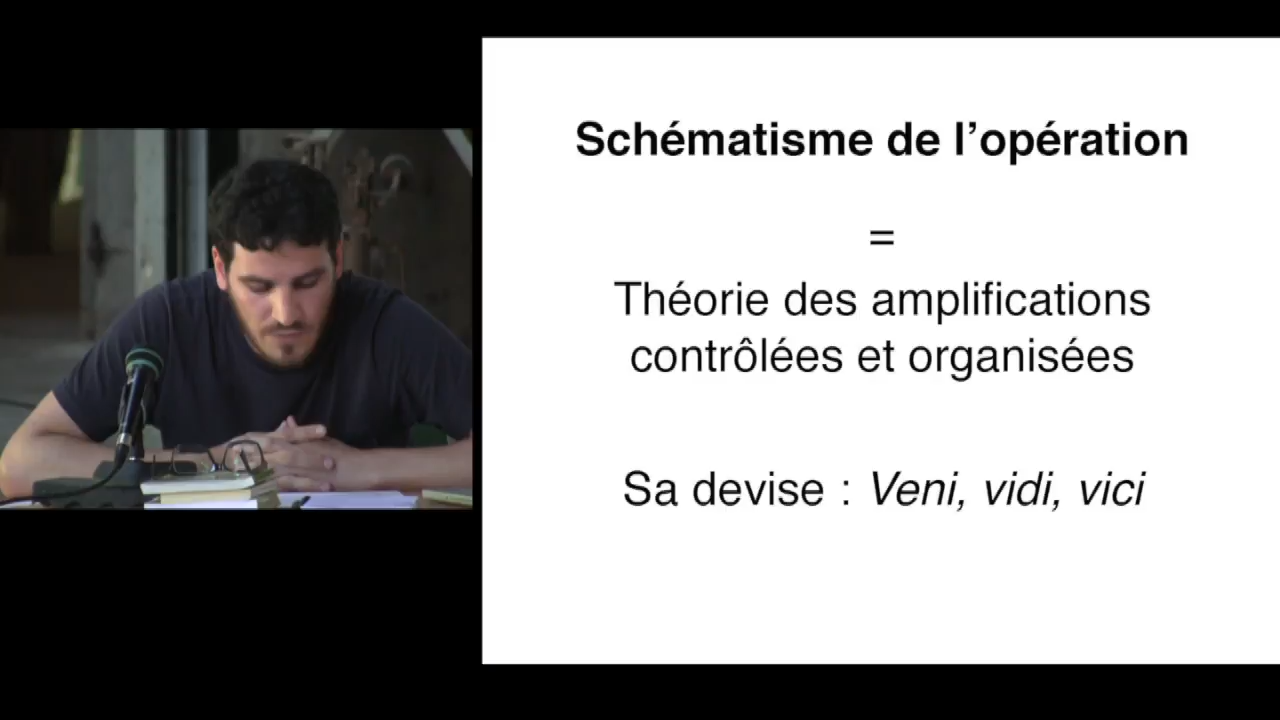 Schématisme de l’opération
=
Théorie des amplifications
contrôlées et organisées
Sa devise : Veni, vidi, vici